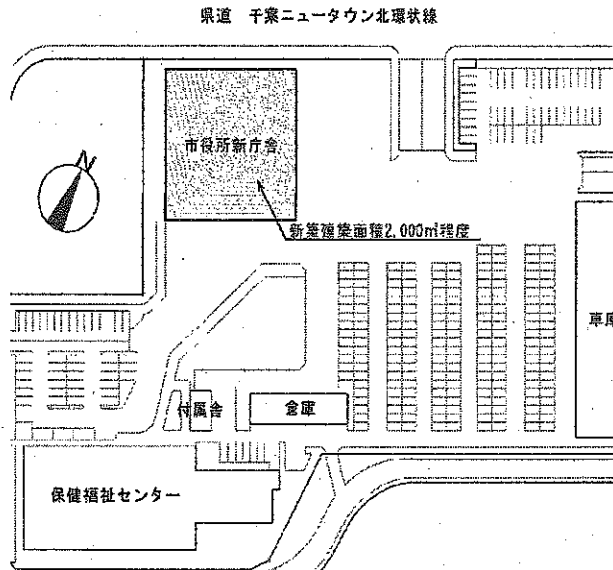 県道 千葉ニュータウン北環状線
市役所新庁舎
N
新築建築面積2,000㎡程度
車庫
付属舎
倉庫
保健福祉センター